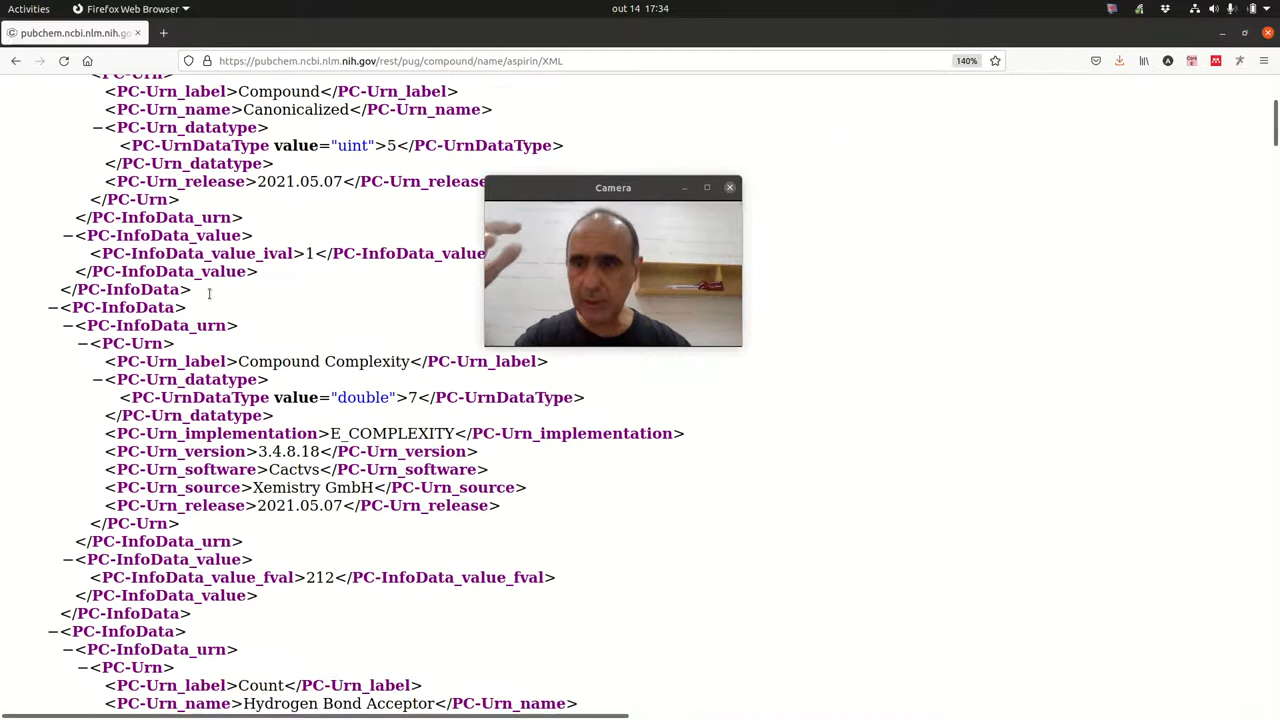 Activities
Firefox Web Browser
out 14 17:34
pubchem.ncbi.nlm.nih.go
https://pubchem.ncbi.nlm.nih.gov/rest/pug/compound/name/aspirin/XML
140%
<PC-Urn>
<PC-Urn_label>Compound</PC-Urn_label>
<PC-Urn_name>Canonicalized</PC-Urn_name>
−<PC-Urn_datatype>
<PC-UrnDataType value="uint">5</PC-UrnDataType>
</PC-Urn_datatype>
<PC-Urn_release>2021.05.07</PC-Urn_release
</PC-Urn>
</PC-InfoData_urn>
−<PC-InfoData_value>
<PC-InfoData_value_ival>1</PC-InfoData_value
</PC-InfoData_value>
</PC-InfoData>
Camera
−<PC-InfoData>
−<PC-InfoData_urn>
−<PC-Urn>
<PC-Urn_label>Compound Complexity</PC-Urn_label>
−<PC-Urn_datatype>
<PC-UrnDataType value="double">7</PC-UrnDataType>
</PC-Urn_datatype>
<PC-Urn_implementation>E_COMPLEXITY</PC-Urn_implementation>
<PC-Urn_version>3.4.8.18</PC-Urn_version>
<PC-Urn_software>Cactvs</PC-Urn_software>
<PC-Urn_source>Xemistry GmbH</PC-Urn_source>
<PC-Urn_release>2021.05.07</PC-Urn_release>
</PC-Urn>
</PC-InfoData_urn>
−<PC-InfoData_value>
<PC-InfoData_value_fval>212</PC-InfoData_value_fval>
</PC-InfoData_value>
</PC-InfoData>
−<PC-InfoData>
−<PC-InfoData_urn>
−<PC-Urn>
<PC-Urn_label>Count</PC-Urn_label>
<PC-Urn_name>Hydrogen Bond Acceptor</PC-Urn_name>